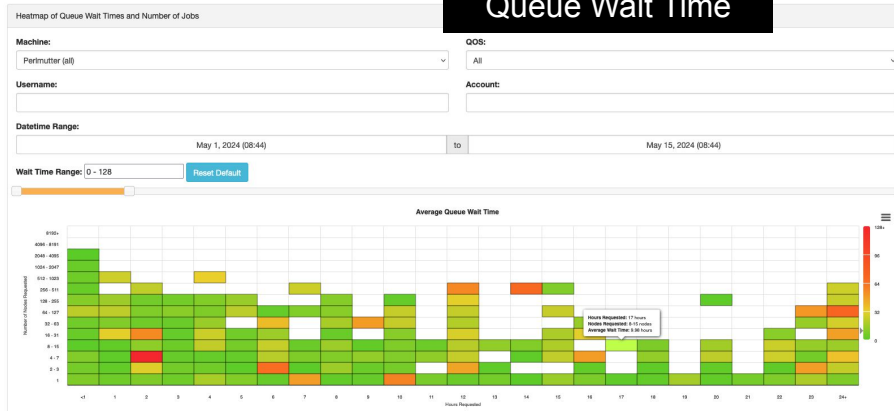 Queue Wait Time
Heatmap of Queue Wait Times and Number of Jobs
Machine:
QOS:
Perlmutter (all)
All
Username:
Account:
Datetime Range:
May 1, 2024 (08:44)
to
May 15, 2024 (08:44)
Wait Time Range: 0 - 128
Reset Default
Average Queue Wait Time
8192+
4096 - 8191
2048 - 4095
1024 - 2047
512 - 1023
256 - 511
128 - 255
64 - 127
32 - 63
16 - 31
8 - 15
4 - 7
2 - 3
1
Number of Nodes Requested
Hours Requested: 17 hours
Nodes Requested: 8-15 nodes
Average Wait Time: 9.98 hours
128+
96
64
32
0
<1 1 2 3 4 5 6 7 8 9 10 11 12 13 14 15 16 17 18 19 20 21 22 23 24+
Hours Requested